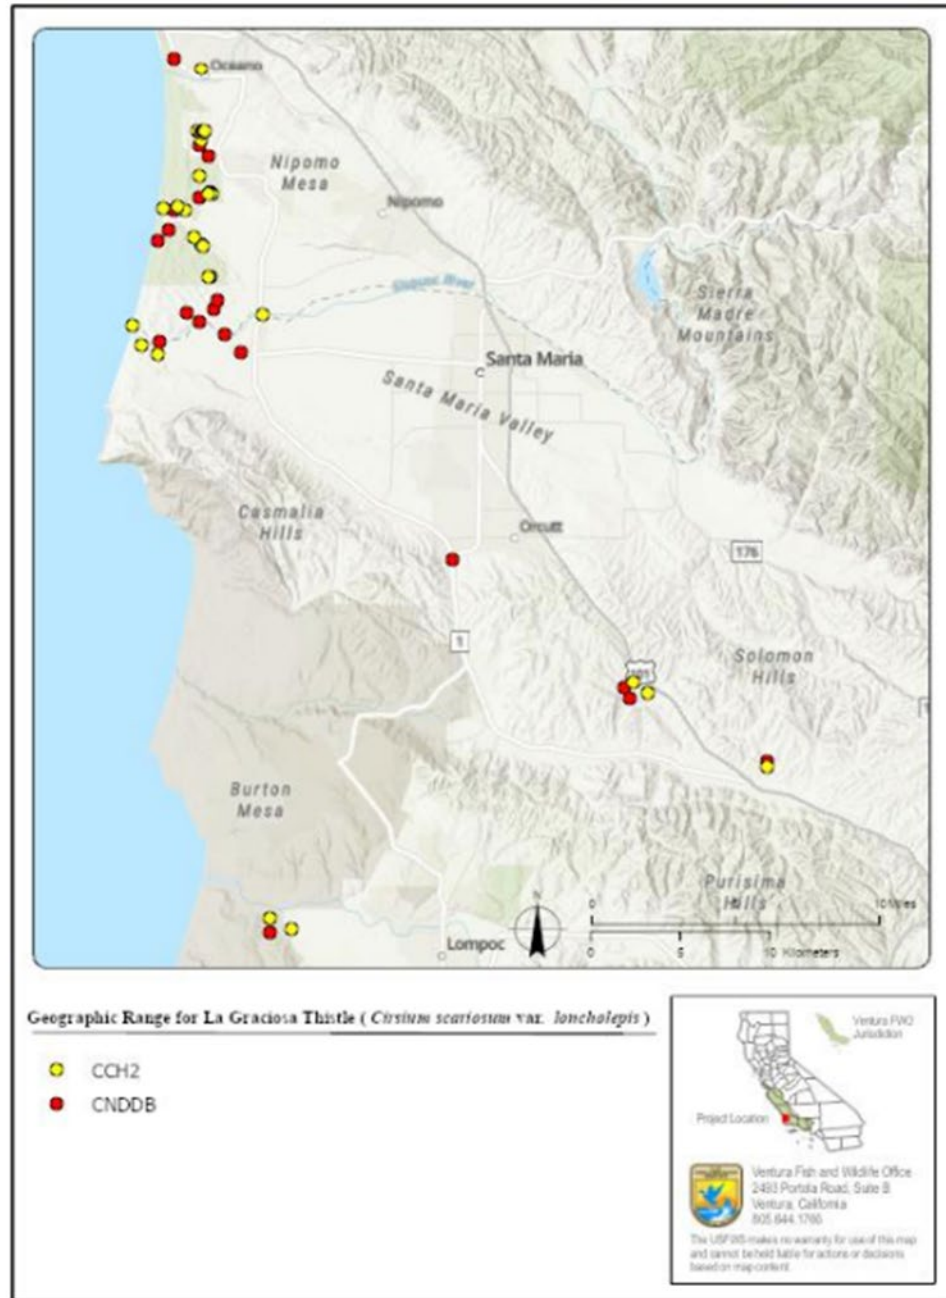 Oceano
Nipomo
Mesa
Nipomo
Sierra
Madre
Mountains
Santa Maria
Santa Maria Valley
Casmalia
Hills
Orcutt
176
1
101
Solomon
Hills
Burton
Mesa
Purisima
Hills
N
0 5 10 Miles
0 5 10 Kilometers
Lompoc
Geographic Range for La Graciosa Thistle ( Cirsium scariosum var. loncholepis )
CCH2
CNDDB
Ventura FWO
Jurisdiction
Project Location
Ventura Fish and Wildlife Office
2493 Portola Road, Suite B
Ventura, California
805.644.1766
The USFWS makes no warranty for use of this map
and cannot be held liable for actions or decisions
based on map content.